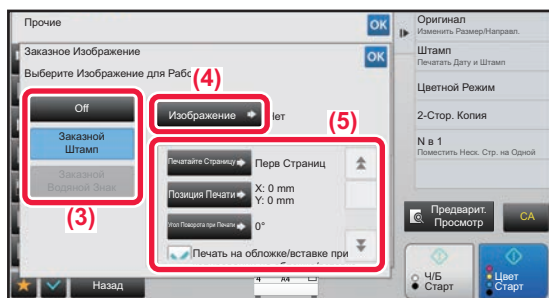 Прочие
OK
Заказное Изображение
OK
Выберите Изображение для Рабо
(4)
Off
Заказной
Штамп
Заказной
Водяной Знак
(3)
Изображение
Нет
(5)
Печатайте Страницу
Перв Страниц
Позиция Печати
X: 0 mm
Y: 0 mm
Угол Поворота при Печати
0°
Печать на обложке/вставке при
Назад
A4
Оригинал
Изменить Размер/Направл.
Штамп
Печатать Дату и Штамп
Цветной Режим
2-Стор. Копия
N в 1
Поместить Неск. Стр. на Одной
Предварит.
Просмотр
CA
Ч/Б
Старт
Цвет
Старт